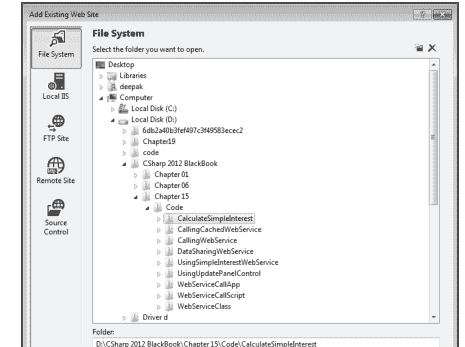 Add Existing Web Site
File System
Select the folder you want to open.
File System
Local IIS
FTP Site
Remote Site
Source
Control
Desktop
Libraries
deepak
Computer
Local Disk (C:)
Local Disk (D:)
6db2a40b3fef497c3f49583ecec2
Chapter19
code
CSharp 2012 BlackBook
Chapter 01
Chapter 06
Chapter 15
Code
CalculateSimpleInterest
CallingCachedWebService
CallingWebService
DataSharingWebService
UsingSimpleInterestWebService
UsingUpdatePanelControl
WebServiceCallApp
WebServiceCallScript
WebServiceClass
Driver d
Folder:
D:\CSharp 2012 BlackBook\Chapter 15\Code\CalculateSimpleInterest